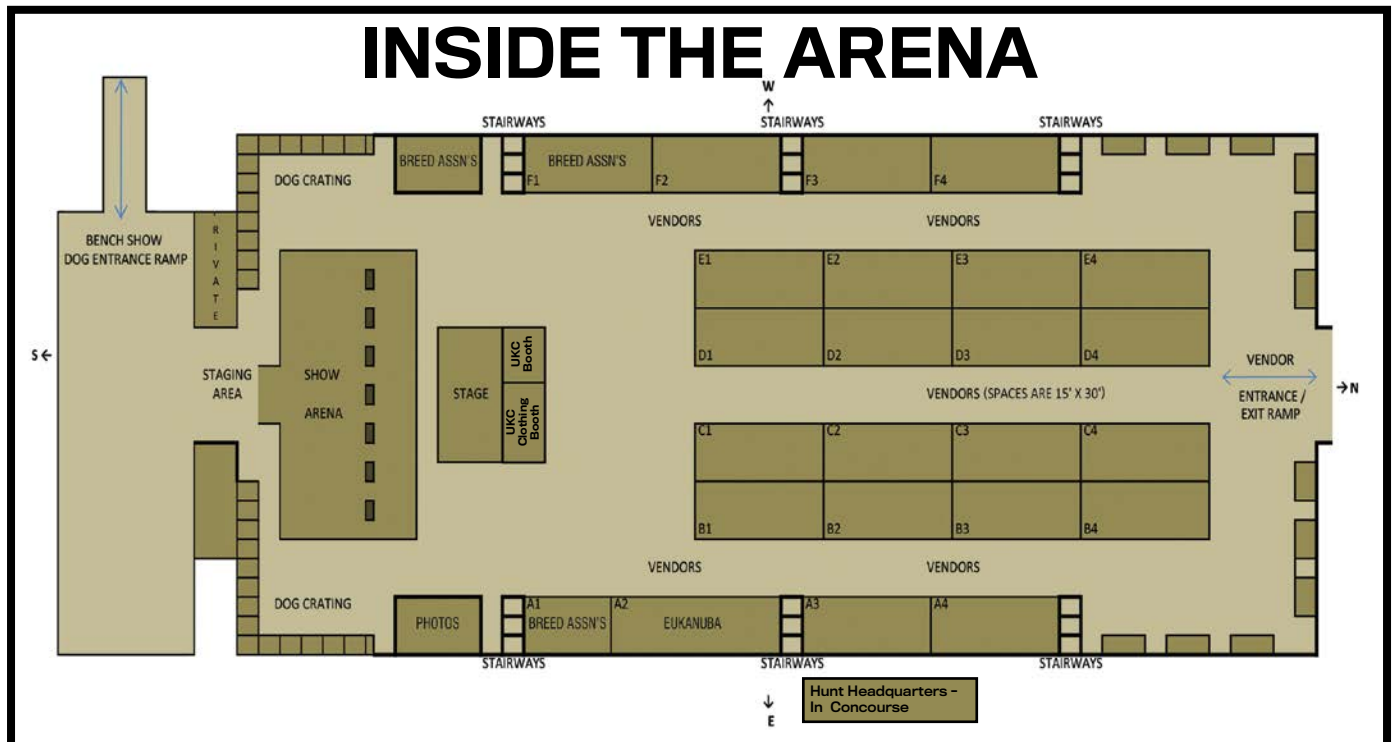 INSIDE THE ARENA
W
↑
STAIRWAYS
STAIRWAYS
STAIRWAYS
BREED ASSN'S
BREED ASSN'S
F1
F2
F3
F4
DOG CRATING
VENDORS
VENDORS
BENCH SHOW
DOG ENTRANCE RAMP
RIVATE
E1
E2
E3
E4
D1
D2
D3
D4
S←
STAGING
AREA
SHOW
ARENA
STAGE
UKC
Booth
UKC
Clothing
Booth
VENDORS (SPACES ARE 15' X 30')
VENDOR
ENTRANCE /
EXIT RAMP
→N
C1
C2
C3
C4
B1
B2
B3
B4
VENDORS
VENDORS
DOG CRATING
PHOTOS
A1
BREED ASSN'S
A2
EUKANUBA
A3
A4
STAIRWAYS
STAIRWAYS
STAIRWAYS
↓
E
Hunt Headquarters -
In Concourse